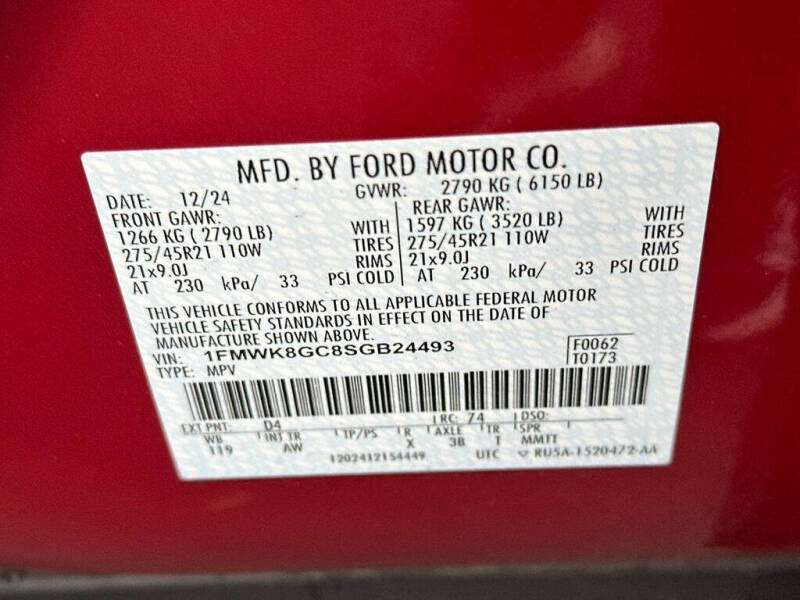 MFD. BY FORD MOTOR CO.
DATE: 12/24 GVWR: 2790 KG ( 6150 LB)
FRONT GAWR: REAR GAWR:
1266 KG ( 2790 LB) WITH 1597 KG ( 3520 LB) WITH
275/45R21 110W TIRES 275/45R21 110W TIRES
21x9.0J RIMS 21x9.0J RIMS
AT 230 kPa/ 33 PSI COLD AT 230 kPa/ 33 PSI COLD
THIS VEHICLE CONFORMS TO ALL APPLICABLE FEDERAL MOTOR
VEHICLE SAFETY STANDARDS IN EFFECT ON THE DATE OF
MANUFACTURE SHOWN ABOVE.
VIN: 1FMWK8GC8SGB24493 F0062
TYPE: MPV T0173
EXT PNT: D4 RC: 74 DSO:
WB INT TR TP/PS R AXLE TR SPR
119 AW X 3B T MMTT
1202412154449 UTC RU5A-1520472-AA